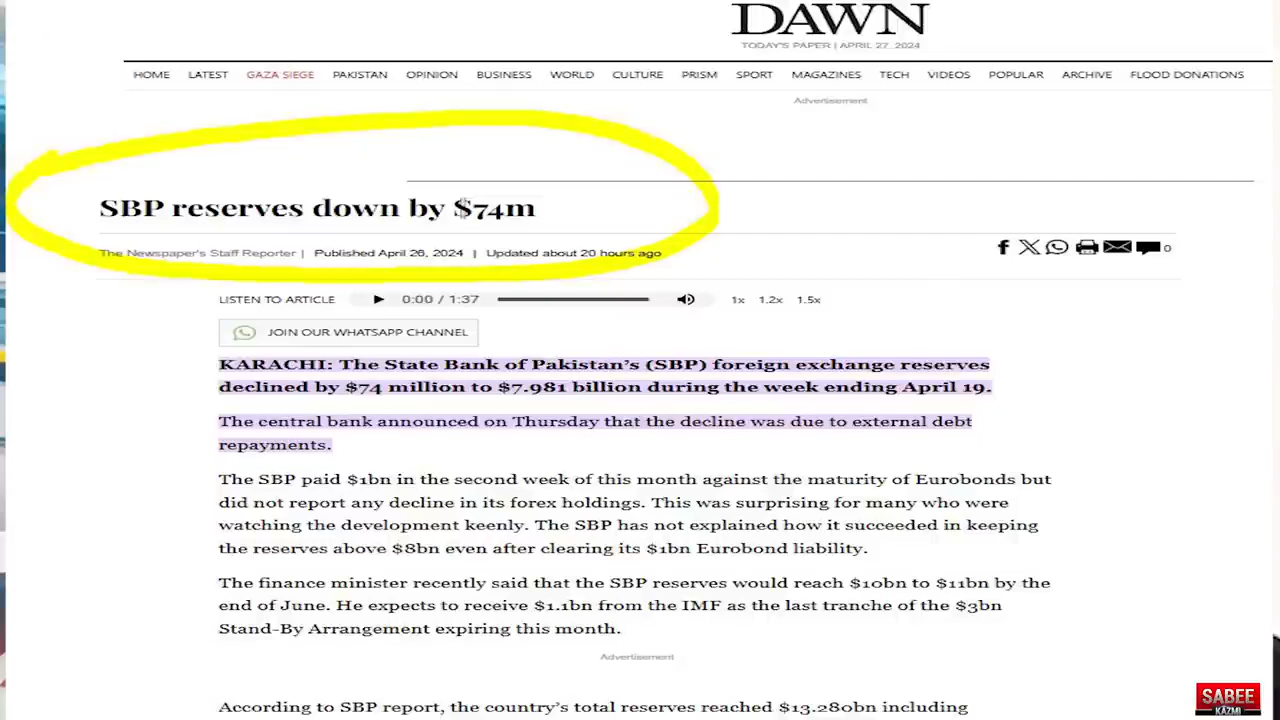 DAWN
TODAY'S PAPER | APRIL 27, 2024
HOME LATEST GAZA SIEGE PAKISTAN OPINION BUSINESS WORLD CULTURE PRISM SPORT MAGAZINES TECH VIDEOS POPULAR ARCHIVE FLOOD DONATIONS
Advertisement
SBP reserves down by $74m
The Newspaper's Staff Reporter | Published April 26, 2024 | Updated about 20 hours ago
0
LISTEN TO ARTICLE 0:00 / 1:37 1x 1.2x 1.5x
JOIN OUR WHATSAPP CHANNEL
KARACHI: The State Bank of Pakistan's (SBP) foreign exchange reserves
declined by $74 million to $7.981 billion during the week ending April 19.
The central bank announced on Thursday that the decline was due to external debt
repayments.
The SBP paid $1bn in the second week of this month against the maturity of Eurobonds but
did not report any decline in its forex holdings. This was surprising for many who were
watching the development keenly. The SBP has not explained how it succeeded in keeping
the reserves above $8bn even after clearing its $1bn Eurobond liability.
The finance minister recently said that the SBP reserves would reach $10bn to $11bn by the
end of June. He expects to receive $1.1bn from the IMF as the last tranche of the $3bn
Stand-By Arrangement expiring this month.
Advertisement
According to SBP report, the country's total reserves reached $13.280bn including
SABEE
KAZMI